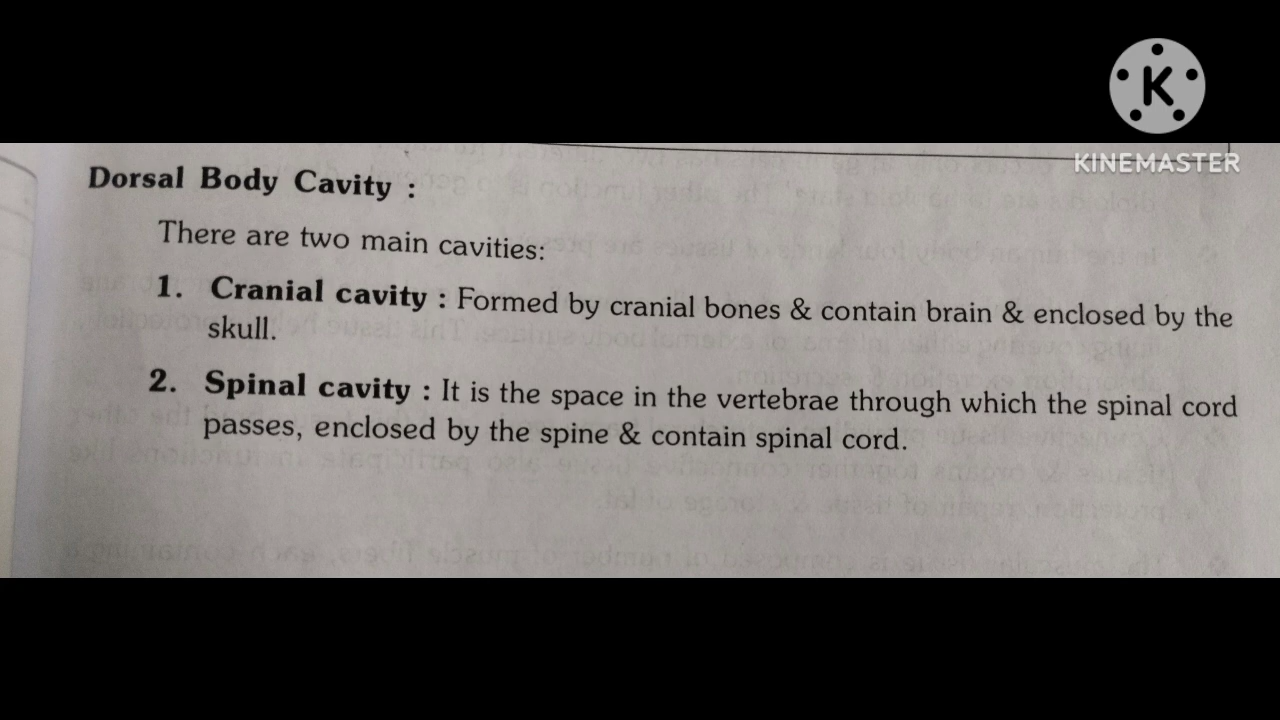 KINEMASTER
Dorsal Body Cavity :
There are two main cavities:
1. Cranial cavity : Formed by cranial bones & contain brain & enclosed by the
skull.
2. Spinal cavity : It is the space in the vertebrae through which the spinal cord
passes, enclosed by the spine & contain spinal cord.